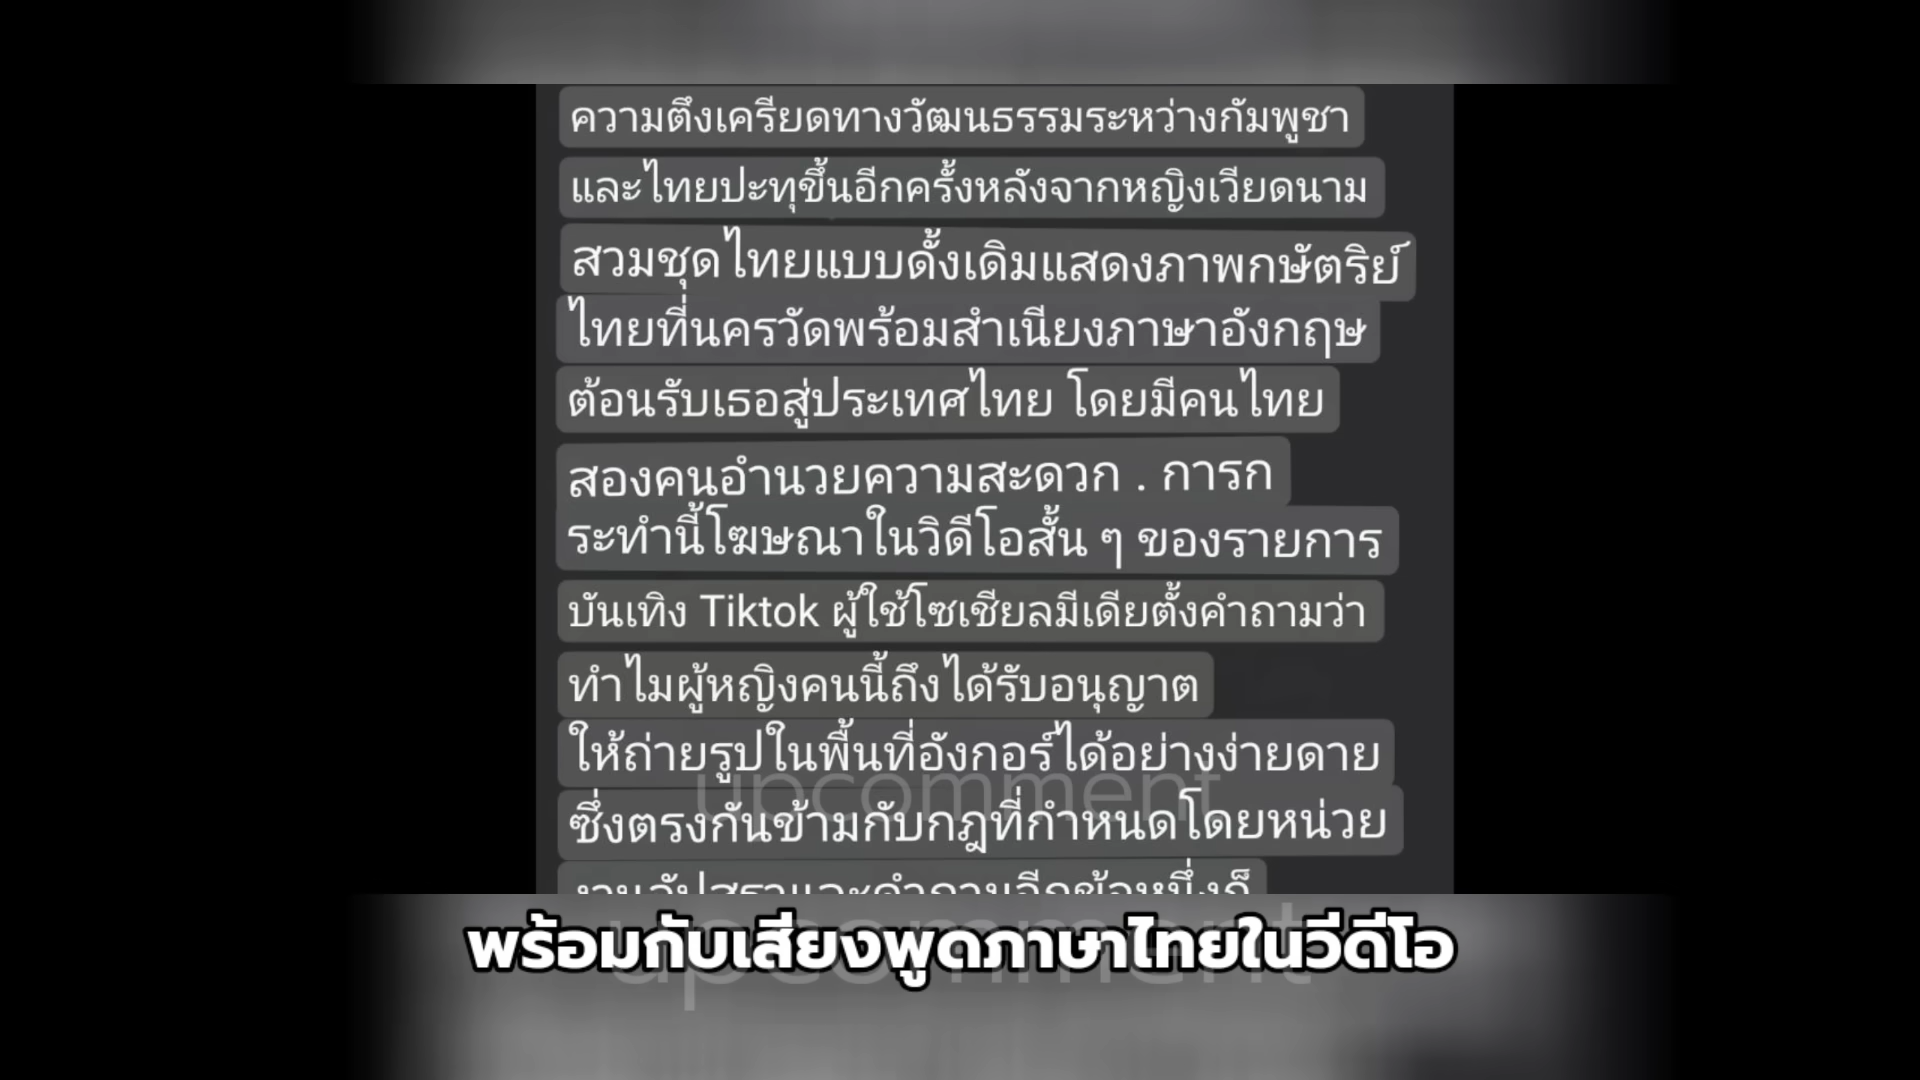 ความตึงเครียดทางวัฒนธรรมระหว่างกัมพูชา
และไทยปะทุขึ้นอีกครั้งหลังจากหญิงเวียดนาม
สวมชุดไทยแบบดั้งเดิมแสดงภาพกษัตริย์
ไทยที่นครวัดพร้อมสำเนียงภาษาอังกฤษ
ต้อนรับเธอสู่ประเทศไทย โดยมีคนไทย
สองคนอำนวยความสะดวก . การก
ระทำนี้โฆษณาในวิดีโอสั้น ๆ ของรายการ
บันเทิง Tiktok ผู้ใช้โซเชียลมีเดียตั้งคำถามว่า
ทำไมผู้หญิงคนนี้ถึงได้รับอนุญาต
ให้ถ่ายรูปในพื้นที่อังกอร์ได้อย่างง่ายดาย
upcomment
ซึ่งตรงกันข้ามกับกฎที่กำหนดโดยหน่วย
พร้อมกับเสียงพูดภาษาไทยในวีดีโอ
upcomment